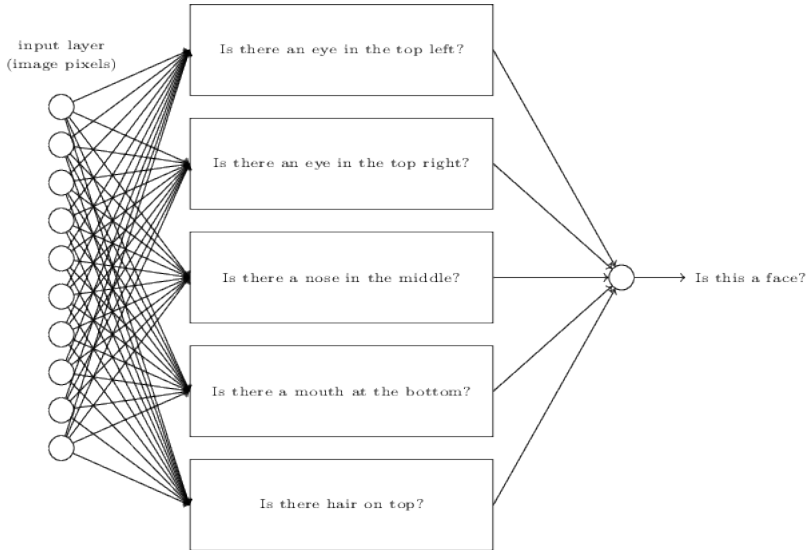 input layer
(image pixels)
Is there an eye in the top left?
Is there an eye in the top right?
Is there a nose in the middle?
Is there a mouth at the bottom?
Is there hair on top?
Is this a face?